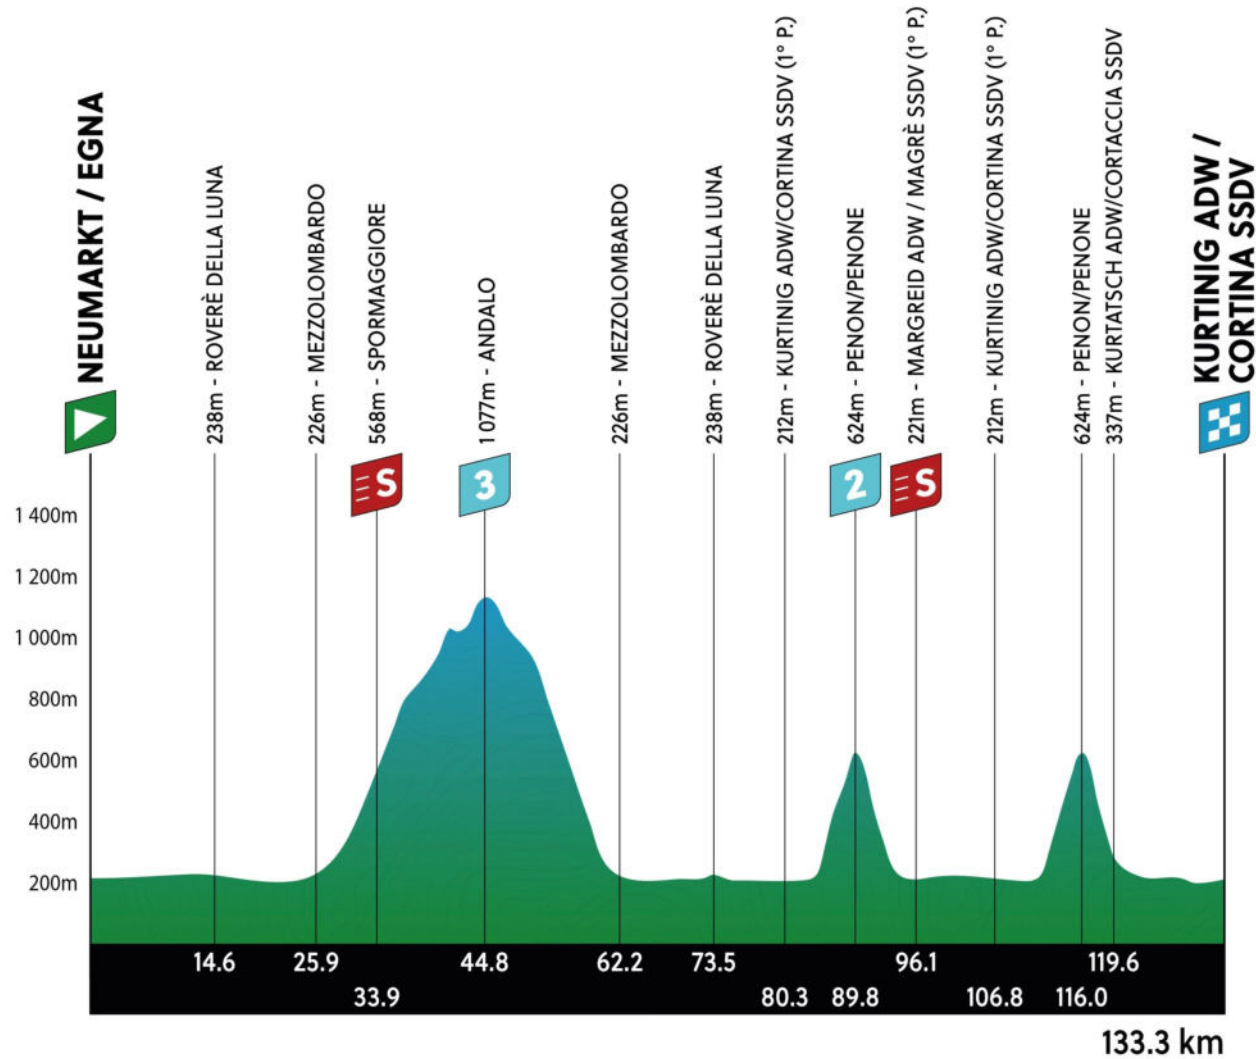 NEUMARKT / EGNA
238m - ROVERÈ DELLA LUNA
226m - MEZZOLOMBARDO
568m - SPORMAGGIORE
1 077m - ANDALO
226m - MEZZOLOMBARDO
238m - ROVERÈ DELLA LUNA
212m - KURTINIG ADW/CORTINA SSDV (1° P.)
624m - PENON/PENONE
221m - MARGREID ADW / MAGRÈ SSDV (1° P.)
212m - KURTINIG ADW/CORTINA SSDV (1° P.)
624m - PENON/PENONE
337m - KURTATSCH ADW/CORTACCIA SSDV
KURTINIG ADW /
CORTINA SSDV
S
3
2
S
1 400m
1 200m
1 000m
800m
600m
400m
200m
14.6
25.9
44.8
62.2
73.5
96.1
119.6
33.9
80.3
89.8
106.8
116.0
133.3 km